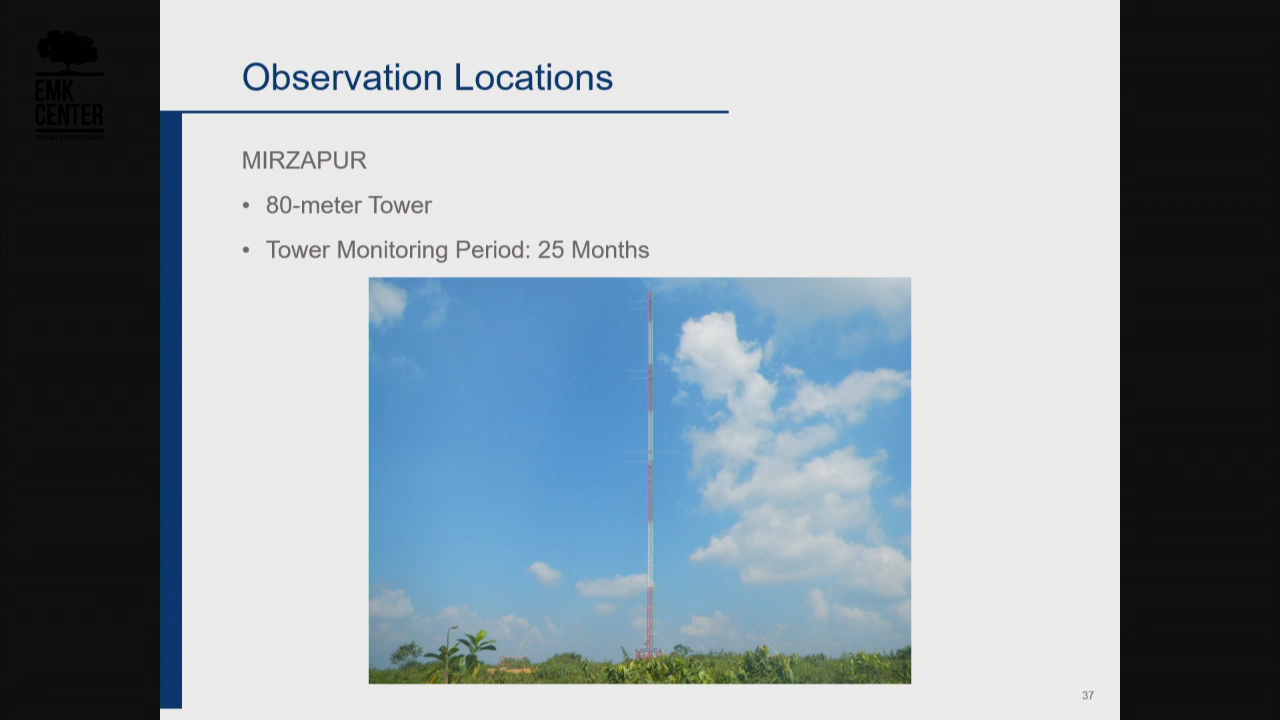 EMK
CENTER
Observation Locations
MIRZAPUR
• 80-meter Tower
• Tower Monitoring Period: 25 Months
37